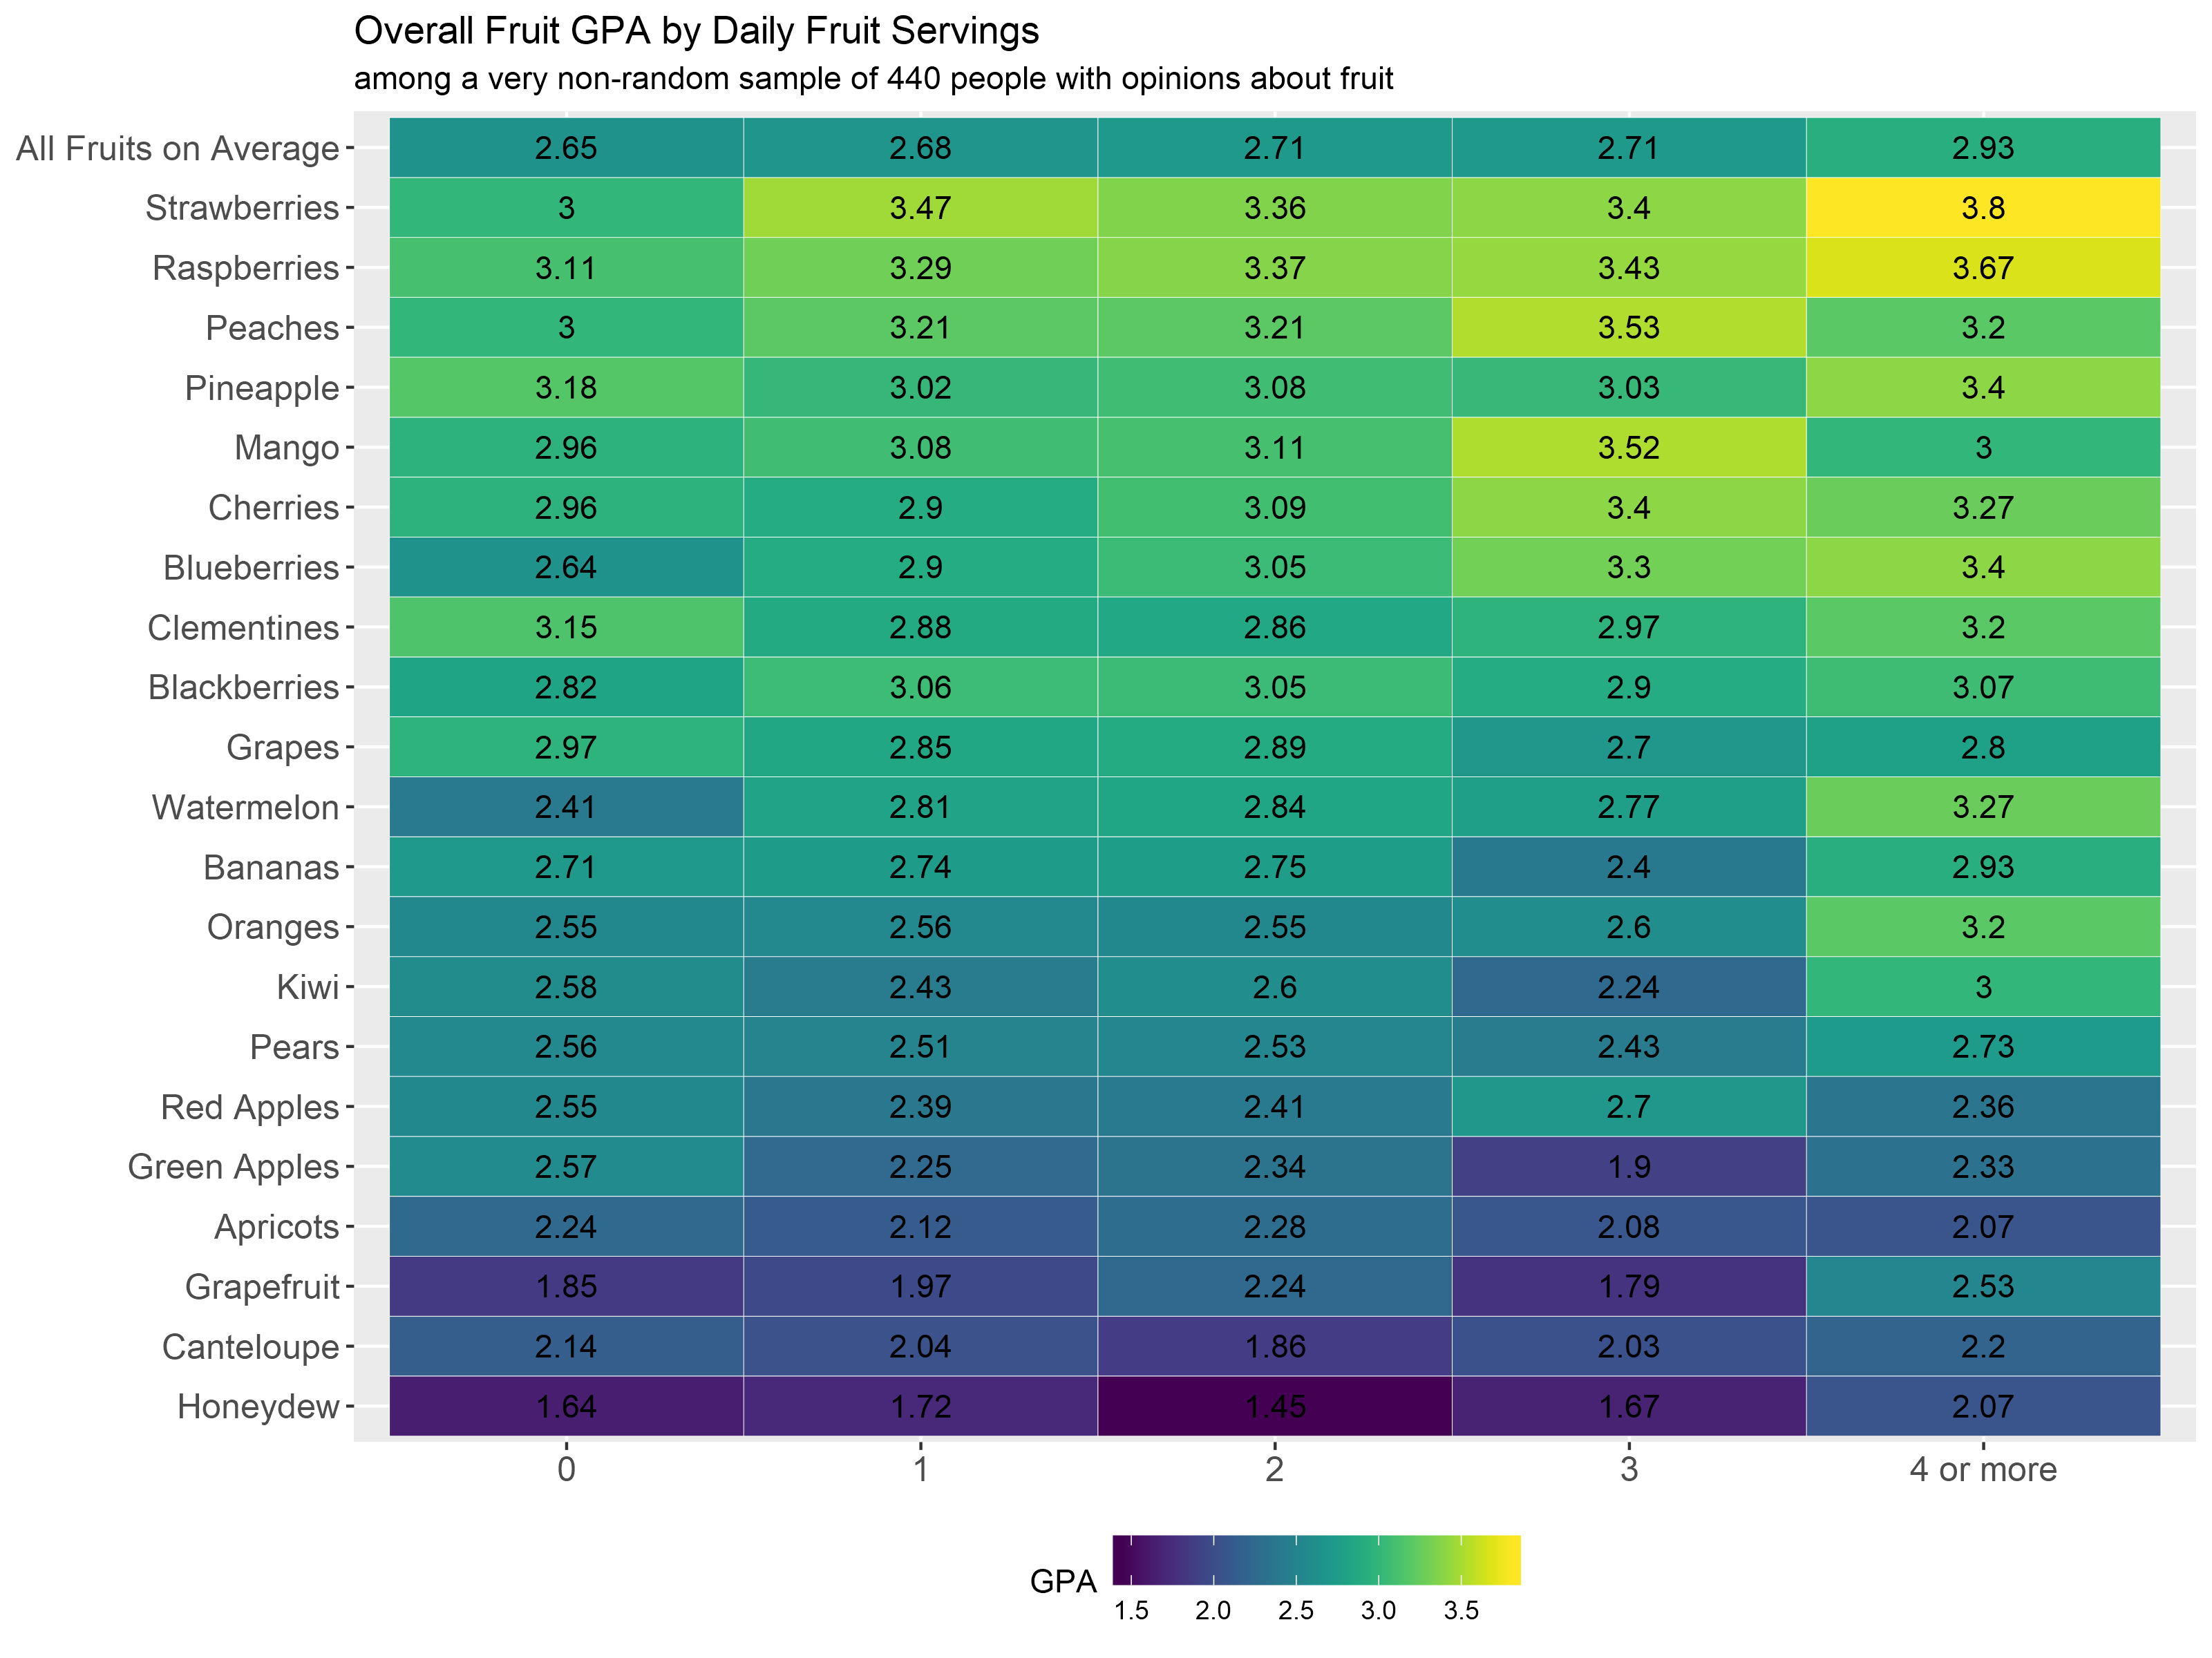 Overall Fruit GPA by Daily Fruit Servings
among a very non-random sample of 440 people with opinions about fruit
All Fruits on Average 2.65 2.68 2.71 2.71 2.93
Strawberries 3 3.47 3.36 3.4 3.8
Raspberries 3.11 3.29 3.37 3.43 3.67
Peaches 3 3.21 3.21 3.53 3.2
Pineapple 3.18 3.02 3.08 3.03 3.4
Mango 2.96 3.08 3.11 3.52 3
Cherries 2.96 2.9 3.09 3.4 3.27
Blueberries 2.64 2.9 3.05 3.3 3.4
Clementines 3.15 2.88 2.86 2.97 3.2
Blackberries 2.82 3.06 3.05 2.9 3.07
Grapes 2.97 2.85 2.89 2.7 2.8
Watermelon 2.41 2.81 2.84 2.77 3.27
Bananas 2.71 2.74 2.75 2.4 2.93
Oranges 2.55 2.56 2.55 2.6 3.2
Kiwi 2.58 2.43 2.6 2.24 3
Pears 2.56 2.51 2.53 2.43 2.73
Red Apples 2.55 2.39 2.41 2.7 2.36
Green Apples 2.57 2.25 2.34 1.9 2.33
Apricots 2.24 2.12 2.28 2.08 2.07
Grapefruit 1.85 1.97 2.24 1.79 2.53
Canteloupe 2.14 2.04 1.86 2.03 2.2
Honeydew 1.64 1.72 1.45 1.67 2.07
0 1 2 3 4 or more
GPA
1.5 2.0 2.5 3.0 3.5